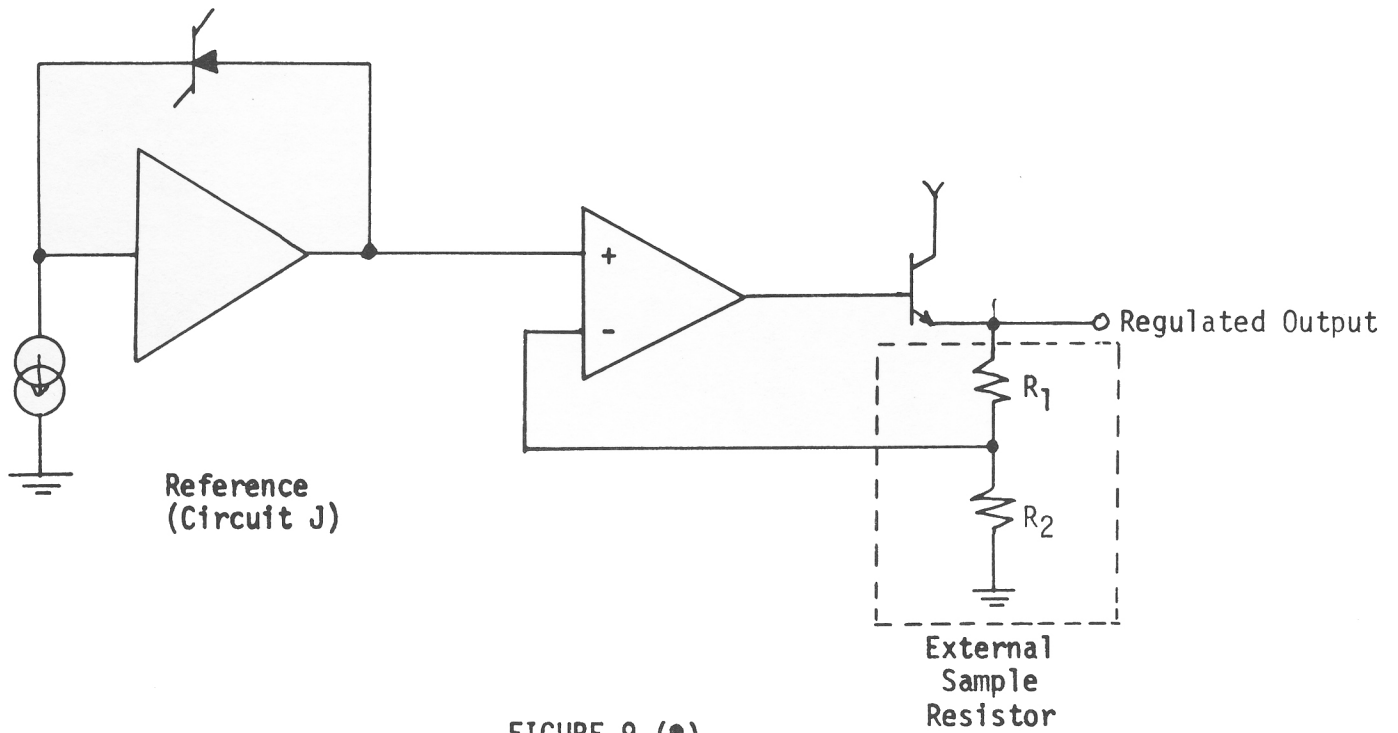 +
-
Regulated Output
R1
R2
Reference
(Circuit J)
External
Sample
Resistor